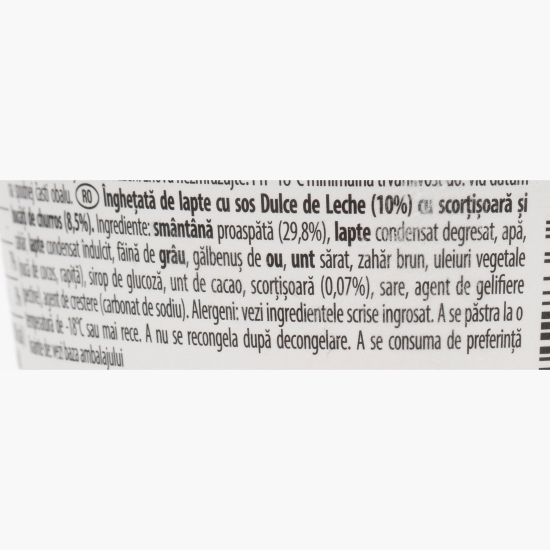 RO Înghețată de lapte cu sos Dulce de Leche (10%) cu scorțișoară și
bucăți de churros (8,5%). Ingrediente: smântână proaspătă (29,8%), lapte condensat degresat, apă,
zahăr, lapte condensat îndulcit, făină de grâu, gălbenuș de ou, unt sărat, zahăr brun, uleiuri vegetale
de cocos, rapiță), sirop de glucoză, unt de cacao, scorțișoară (0,07%), sare, agent de gelifiere
agent de crestere (carbonat de sodiu). Alergeni: vezi ingredientele scrise ingrosat. A se păstra la o
temperatură de -18°C sau mai rece. A nu se recongela după decongelare. A se consuma de preferință
înainte de: vezi baza ambalajului